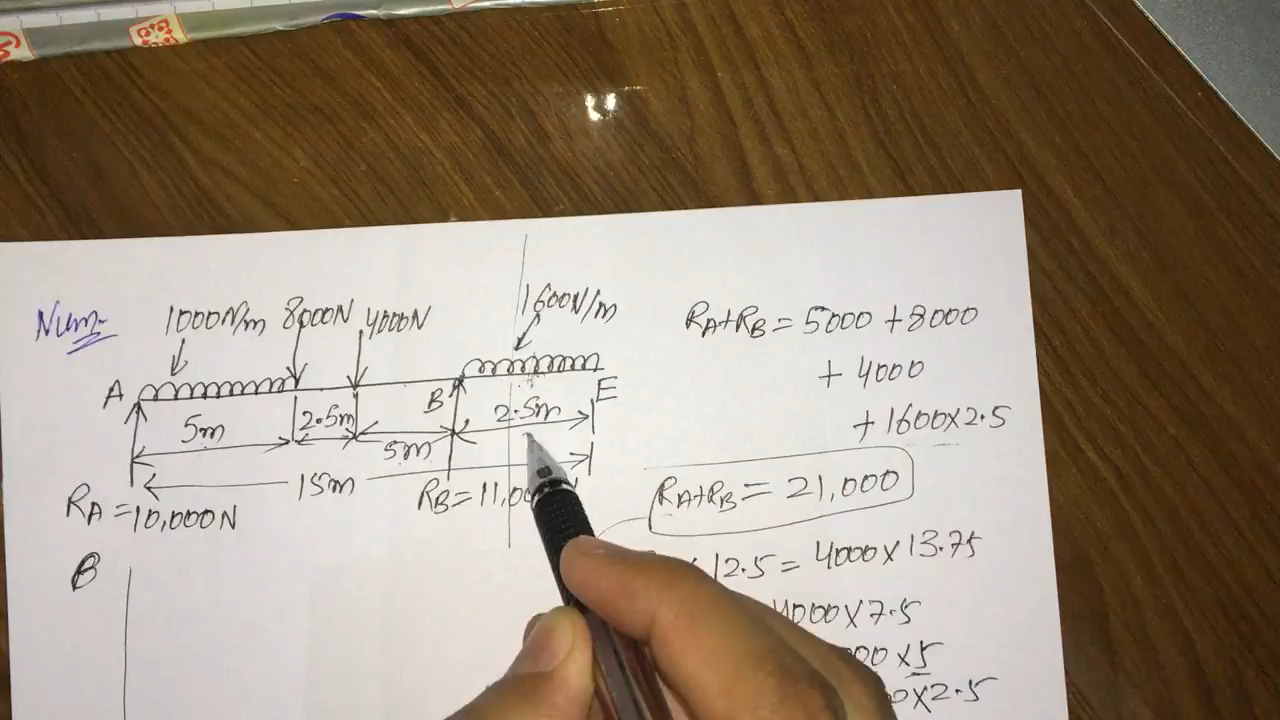 Num-
1000N/m 8000N 4000N
1600N/m
A B E
5m 2.5m 5m 2.5m
15m
RA = 10,000N
RB = 11,00
B
RA+RB = 5000 + 8000
+ 4000
+ 1600×2.5
RA+RB = 21,000
12.5 = 4000×13.75
4000×7.5
00×5
×2.5